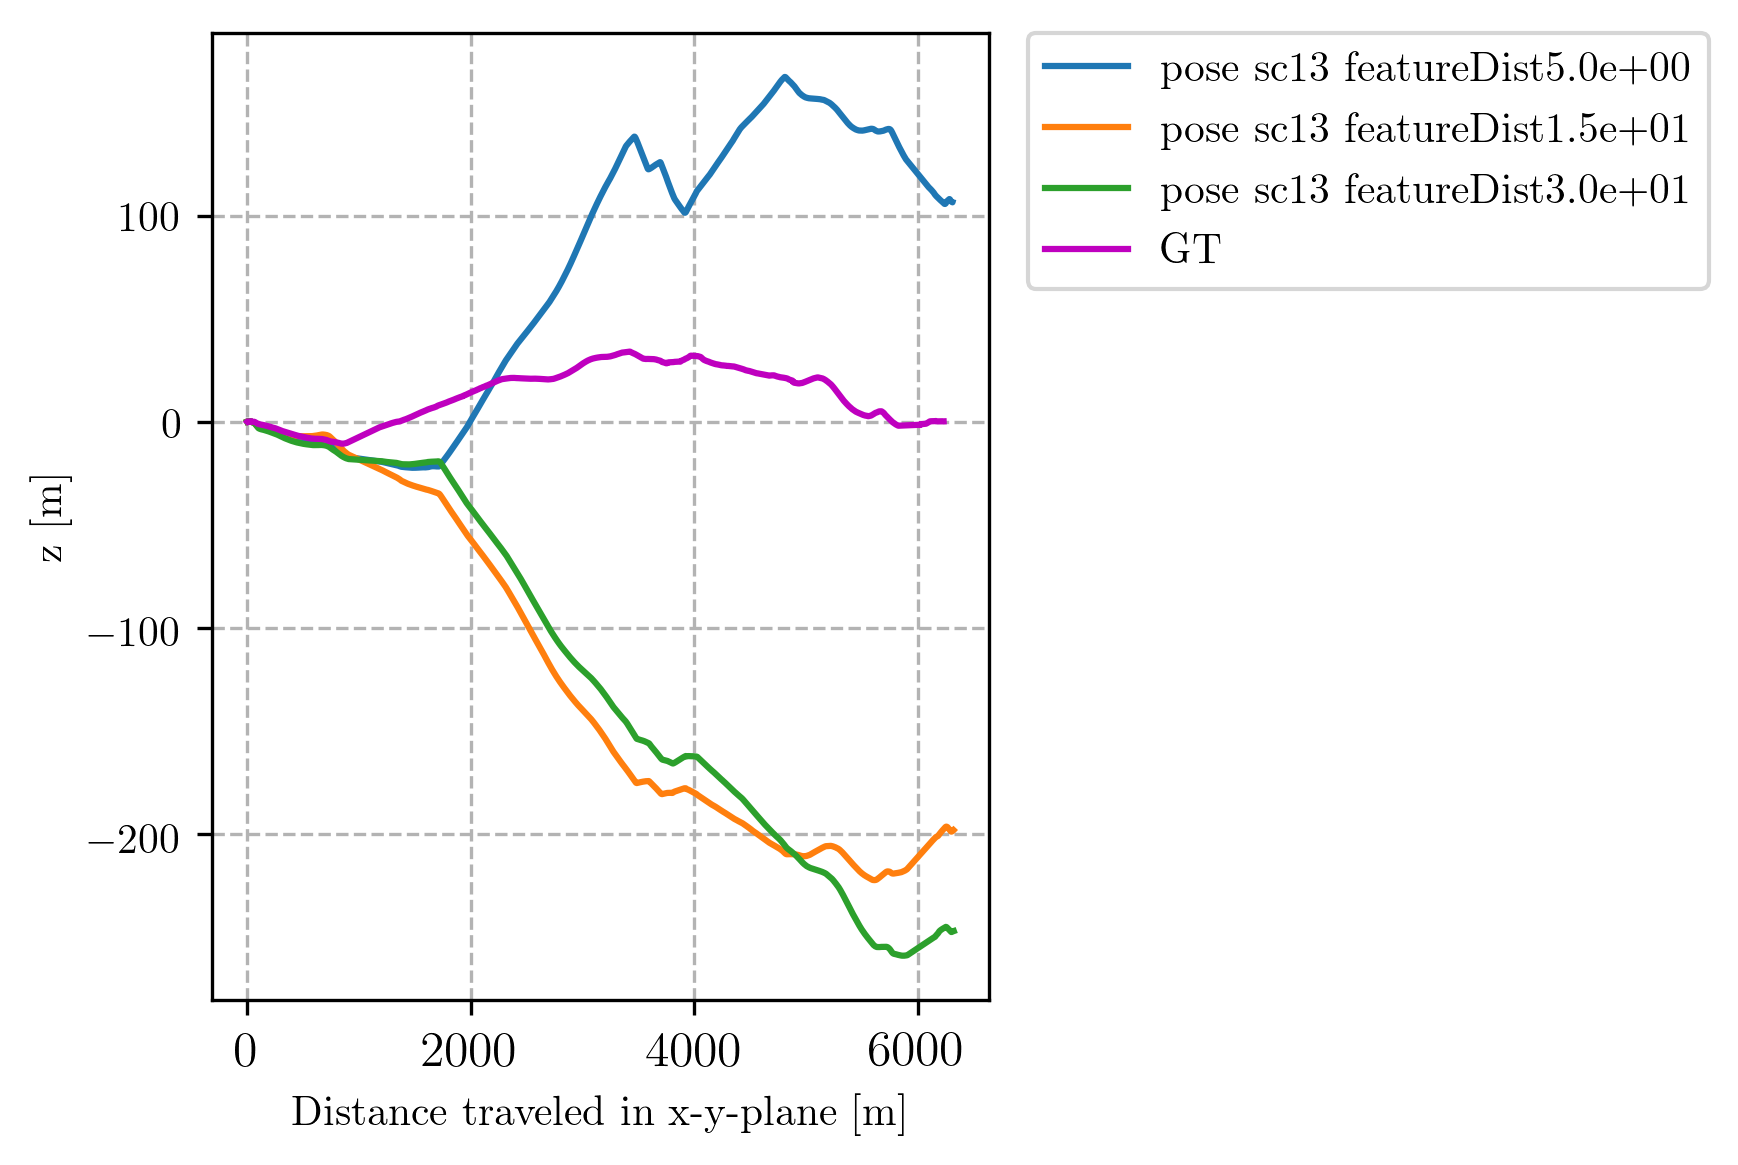 pose sc13 featureDist5.0e+00
pose sc13 featureDist1.5e+01
pose sc13 featureDist3.0e+01
GT
100
0
−100
−200
z [m]
0 2000 4000 6000
Distance traveled in x-y-plane [m]